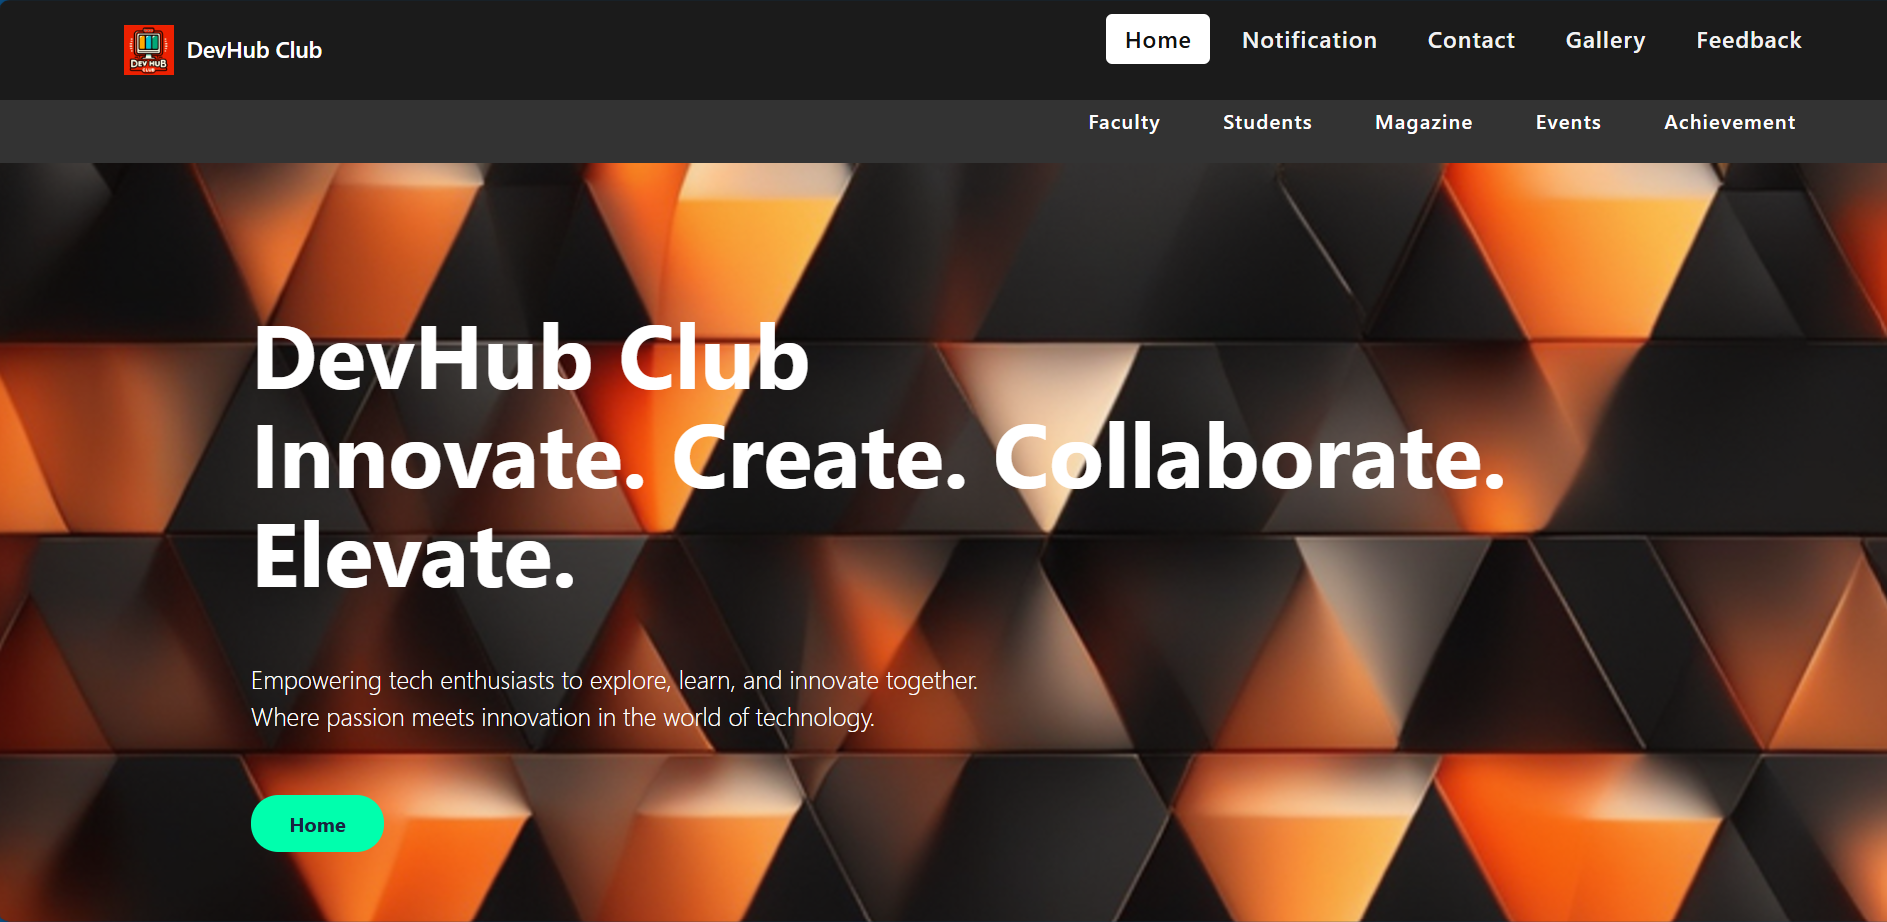 DEV HUB
CLUB
DevHub Club
Home Notification Contact Gallery Feedback
Faculty Students Magazine Events Achievement
DevHub Club
Innovate. Create. Collaborate.
Elevate.
Empowering tech enthusiasts to explore, learn, and innovate together.
Where passion meets innovation in the world of technology.
Home